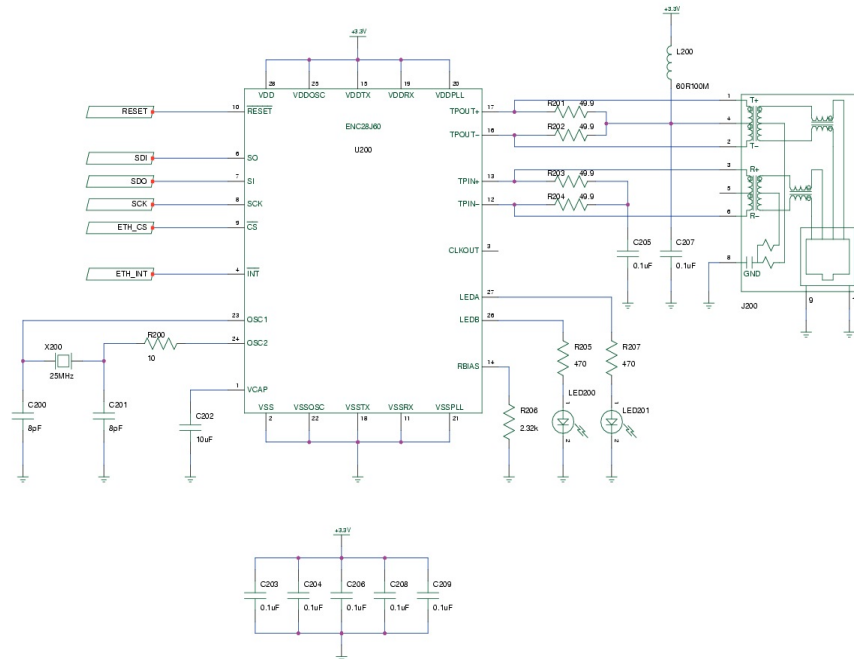 +3.3V
+3.3V
L200
60R100M
28 25 15 19 20
VDD VDDOSC VDDTX VDDRX VDDPLL
RESET 10 RESET
ENC28J60
U200
TPOUT+ 17 R201 49.9 1 T+
4
TPOUT- 16 R202 49.9 2 T-
SDI 6 SO
SDO 7 SI
SCK 8 SCK
ETH_CS 9 CS
TPIN+ 13 R203 49.9 3 R+
5
TPIN- 12 R204 49.9 6 R-
CLKOUT 3
C205
0.1uF
C207
0.1uF
8 GND
J200
9
ETH_INT 4 INT
LEDA 27
LEDB 26
23 OSC1
R200 24 OSC2
10
X200
25MHz
R205
470
R207
470
RBIAS 14
1 VCAP
C200
8pF
C201
8pF
C202
10uF
R206
2.32k
LED200
1
2
LED201
1
2
VSS VSSOSC VSSTX VSSRX VSSPLL
2 22 18 11 21
+3.3V
C203 C204 C206 C208 C209
0.1uF 0.1uF 0.1uF 0.1uF 0.1uF